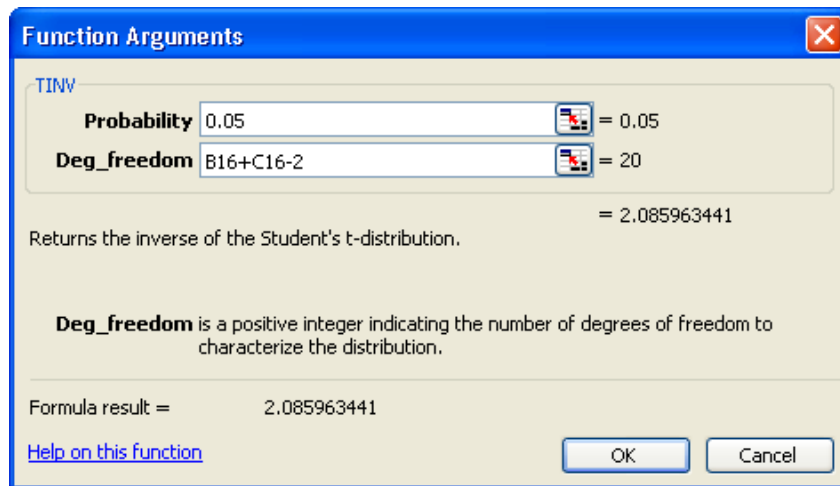 Function Arguments
TINV
Probability 0.05 = 0.05
Deg_freedom B16+C16-2 = 20
= 2.085963441
Returns the inverse of the Student's t-distribution.
Deg_freedom is a positive integer indicating the number of degrees of freedom to
characterize the distribution.
Formula result = 2.085963441
Help on this function OK Cancel